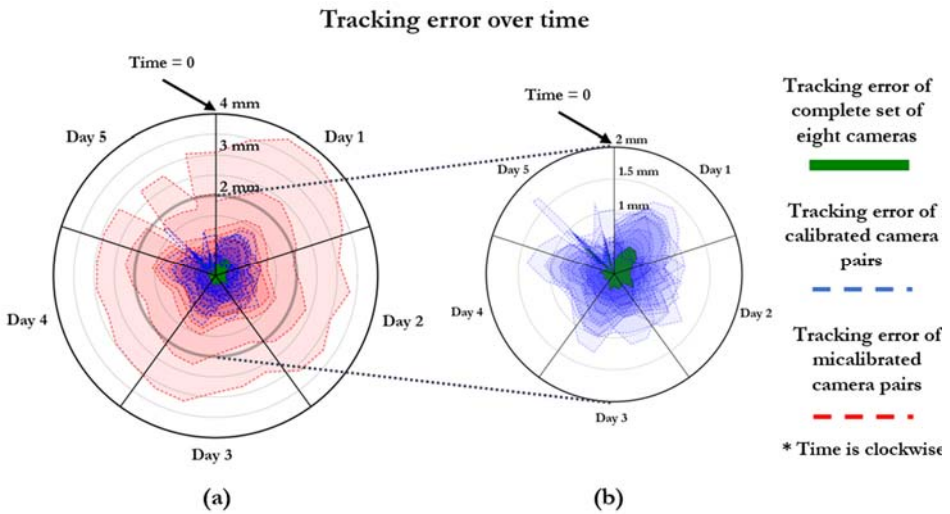 Tracking error over time
Time = 0
4 mm
3 mm
2 mm
Day 1
Day 2
Day 3
Day 4
Day 5
(a)
Time = 0
2 mm
1.5 mm
1 mm
Day 1
Day 2
Day 3
Day 4
Day 5
(b)
Tracking error of
complete set of
eight cameras
Tracking error of
calibrated camera
pairs
Tracking error of
micalibrated
camera pairs
* Time is clockwise